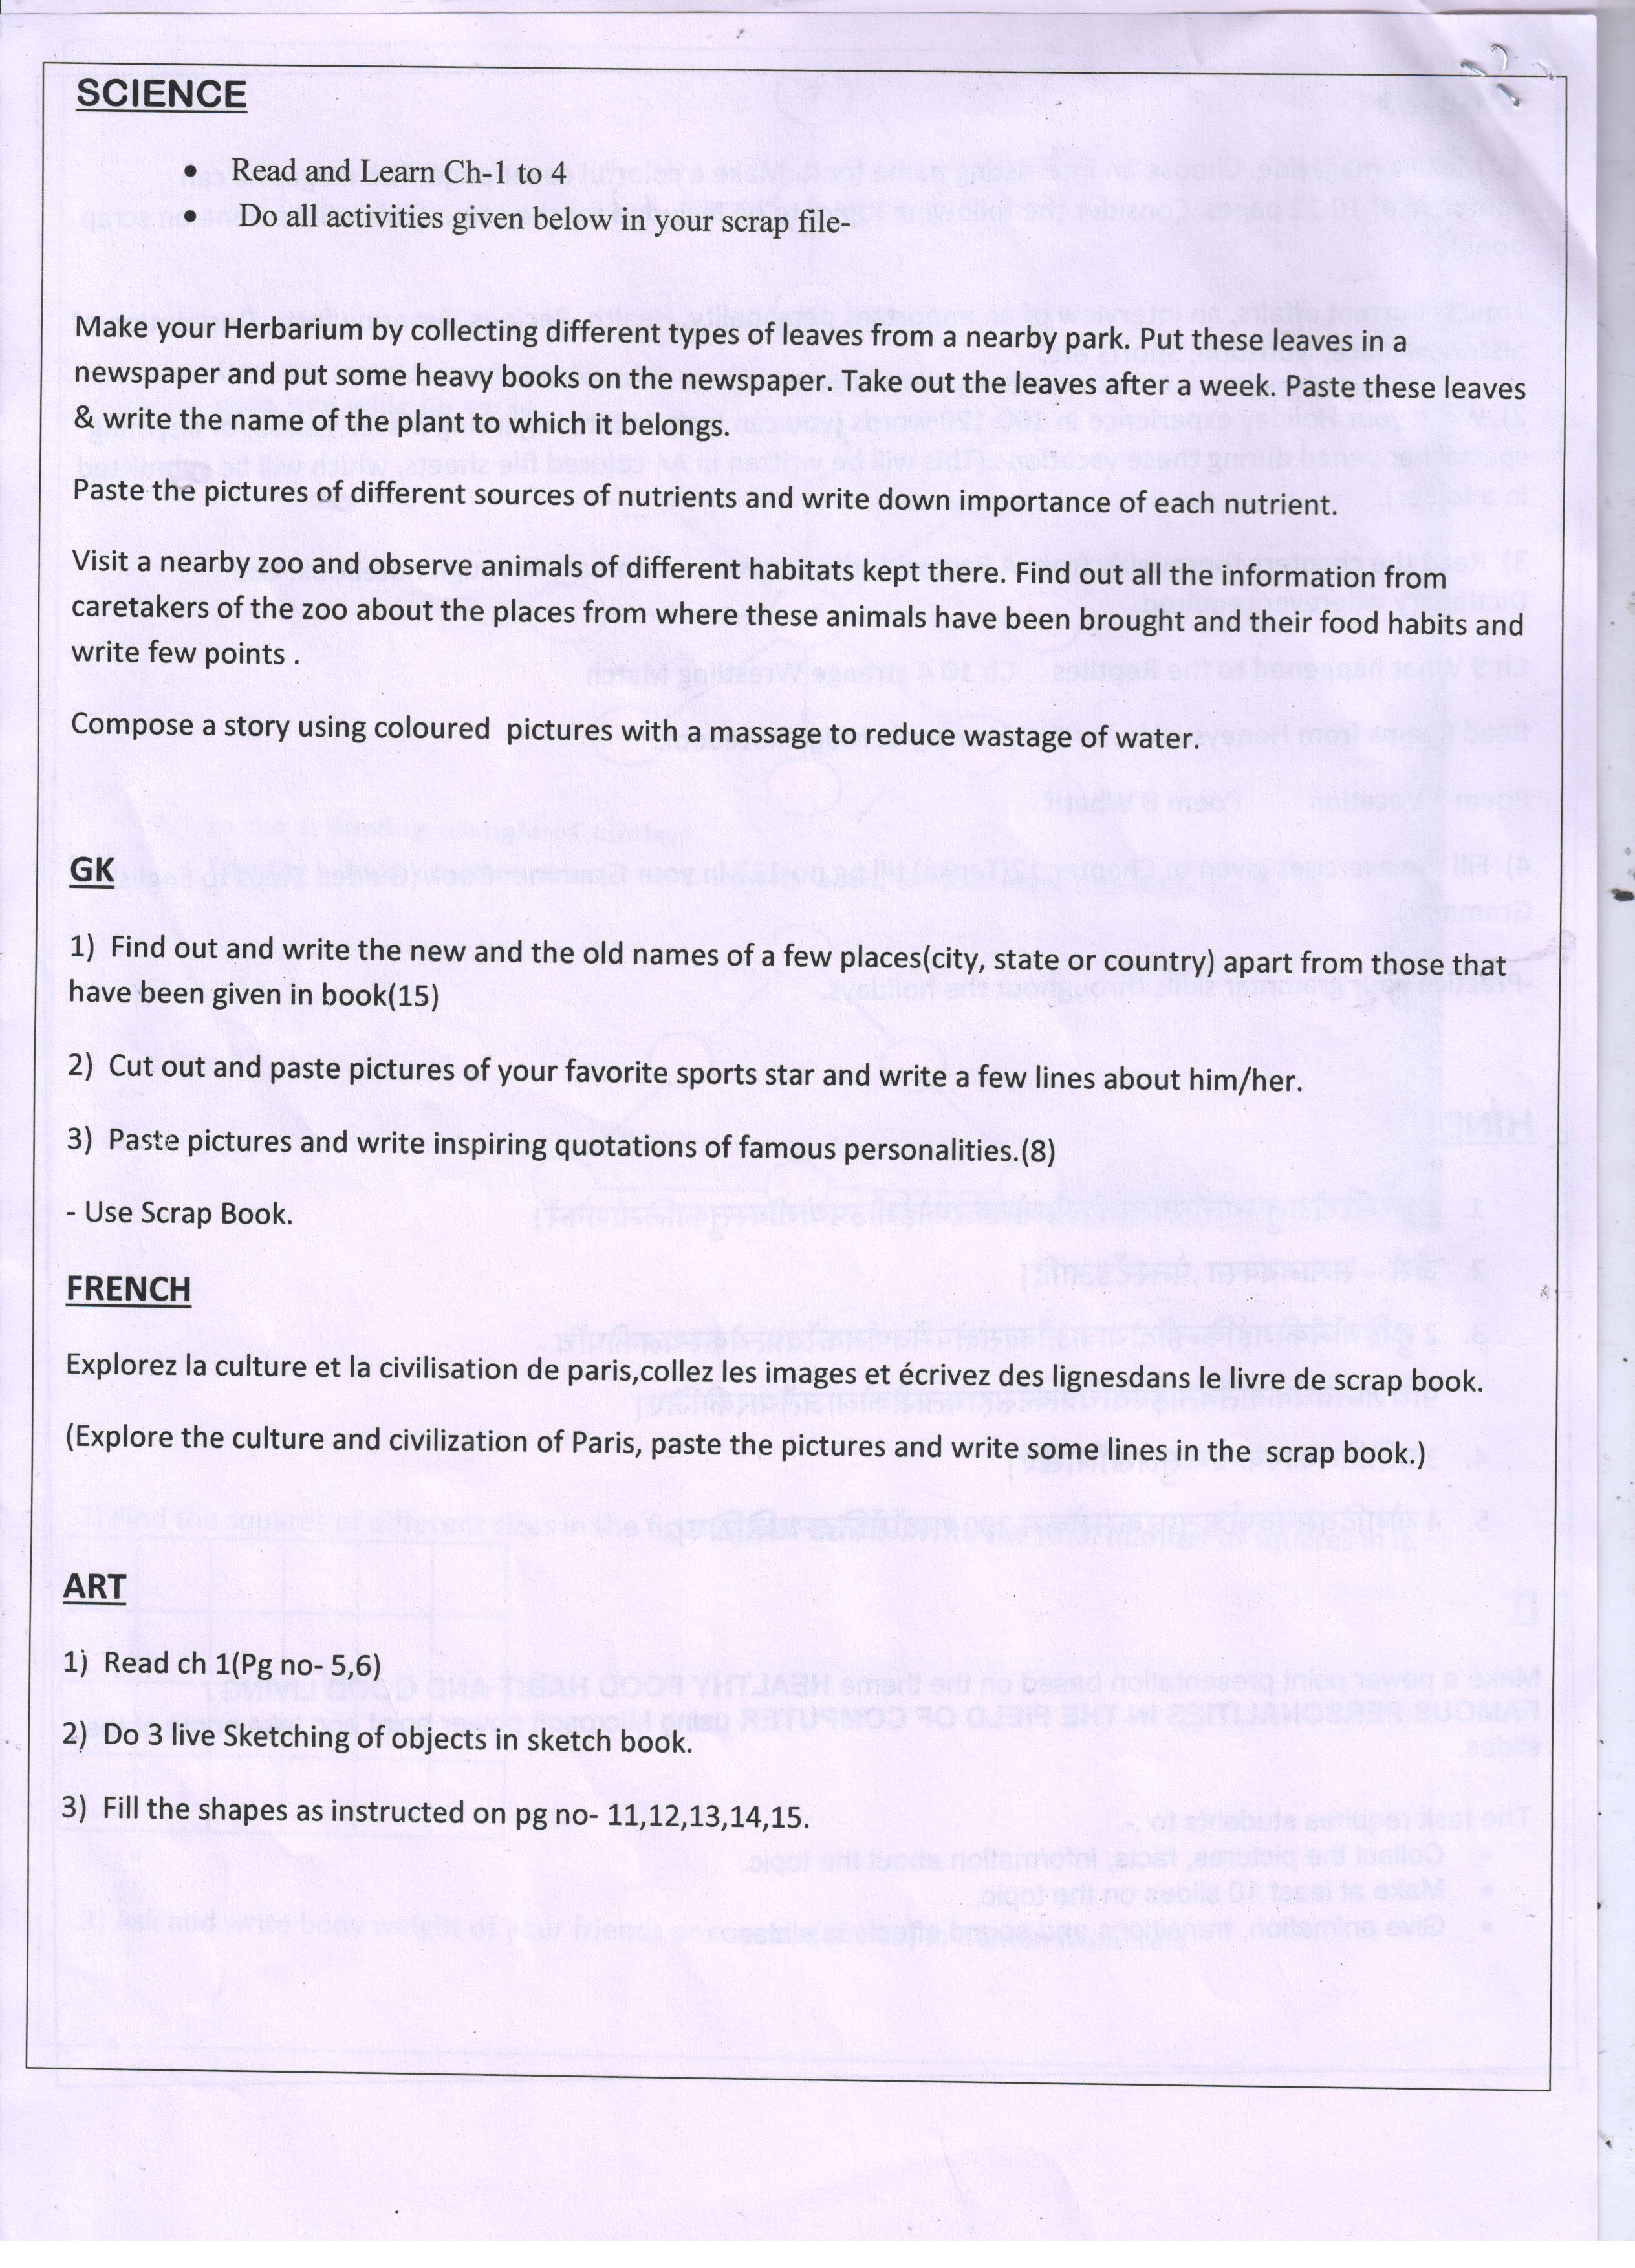 SCIENCE
• Read and Learn Ch-1 to 4
• Do all activities given below in your scrap file-
Make your Herbarium by collecting different types of leaves from a nearby park. Put these leaves in a
newspaper and put some heavy books on the newspaper. Take out the leaves after a week. Paste these leaves
& write the name of the plant to which it belongs.
Paste the pictures of different sources of nutrients and write down importance of each nutrient.
Visit a nearby zoo and observe animals of different habitats kept there. Find out all the information from
caretakers of the zoo about the places from where these animals have been brought and their food habits and
write few points .
Compose a story using coloured pictures with a massage to reduce wastage of water.
GK
1) Find out and write the new and the old names of a few places(city, state or country) apart from those that
have been given in book(15)
2) Cut out and paste pictures of your favorite sports star and write a few lines about him/her.
3) Paste pictures and write inspiring quotations of famous personalities.(8)
- Use Scrap Book.
FRENCH
Explorez la culture et la civilisation de paris,collez les images et écrivez des lignesdans le livre de scrap book.
(Explore the culture and civilization of Paris, paste the pictures and write some lines in the scrap book.)
ART
1) Read ch 1(Pg no- 5,6)
2) Do 3 live Sketching of objects in sketch book.
3) Fill the shapes as instructed on pg no- 11,12,13,14,15.